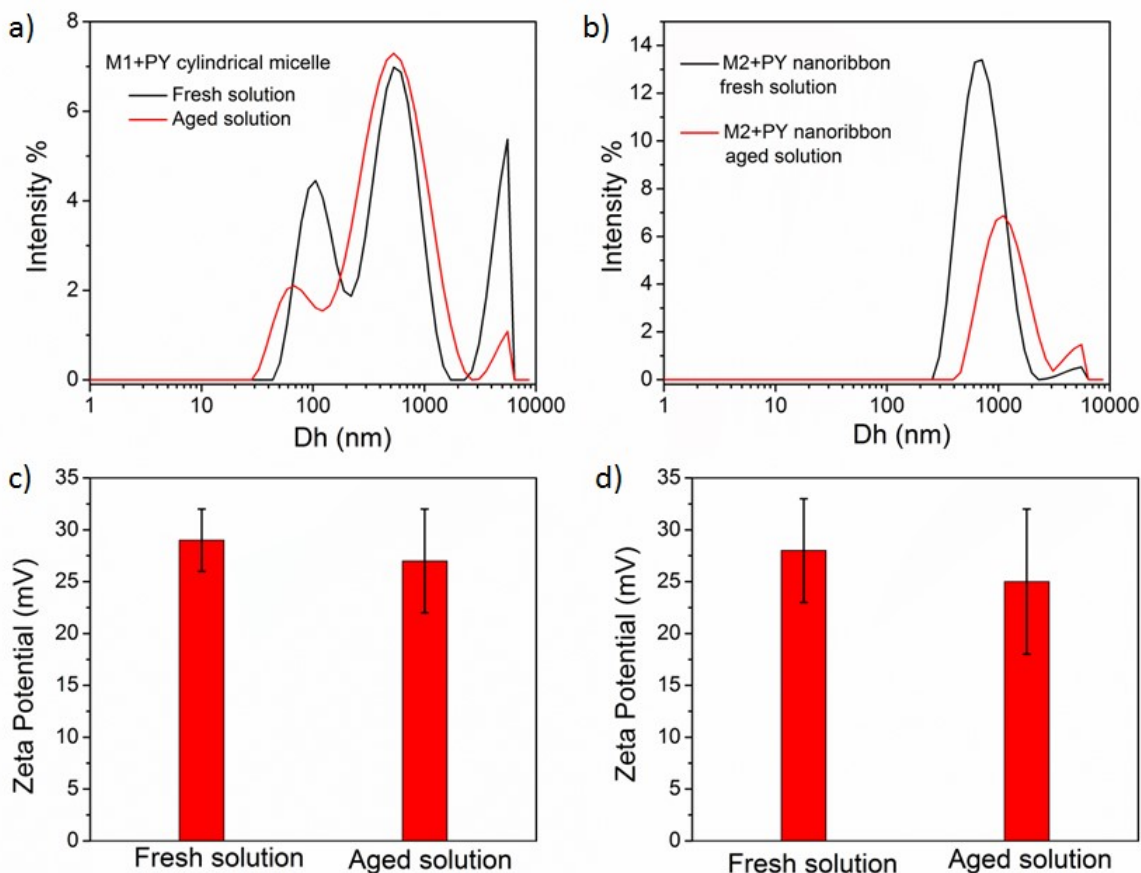 a)
M1+PY cylindrical micelle
Fresh solution
Aged solution
Intensity %
8
6
4
2
0
1
10
100
1000
10000
Dh (nm)
b)
M2+PY nanoribbon
fresh solution
M2+PY nanoribbon
aged solution
Intensity %
14
12
10
8
6
4
2
0
1
10
100
1000
10000
Dh (nm)
c)
Zeta Potential (mV)
35
30
25
20
15
10
5
0
Fresh solution
Aged solution
d)
Zeta Potential (mV)
35
30
25
20
15
10
5
0
Fresh solution
Aged solution